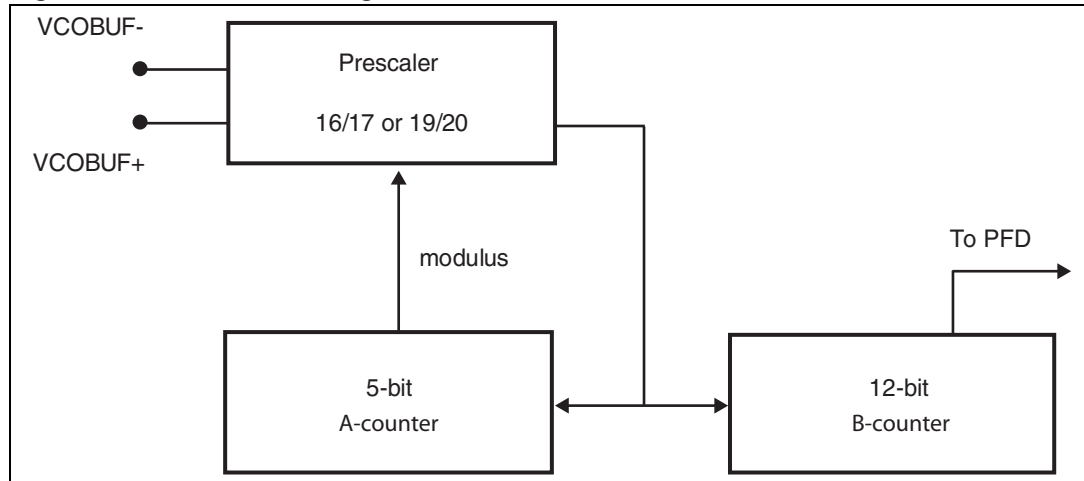 VCOBUF-
Prescaler
16/17 or 19/20
VCOBUF+
To PFD
modulus
5-bit
A-counter
12-bit
B-counter